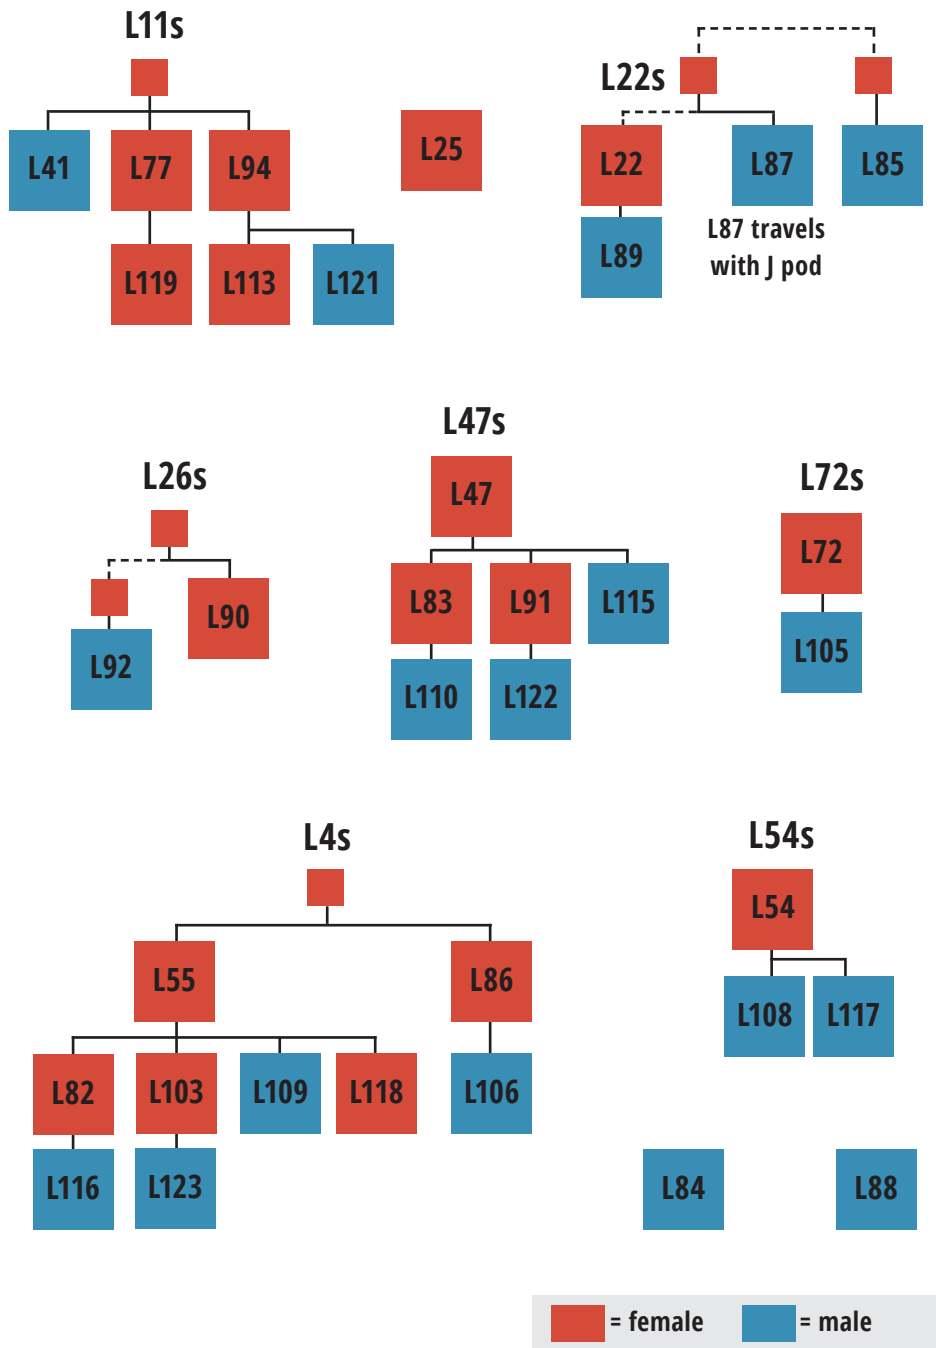 L11s
L41
L77
L94
L119
L113
L121
L25
L22s
L22
L87
L85
L89
L87 travels
with J pod
L26s
L90
L92
L47s
L47
L83
L91
L115
L110
L122
L72s
L72
L105
L4s
L55
L86
L82
L103
L109
L118
L106
L116
L123
L54s
L54
L108
L117
L84
L88
= female
= male